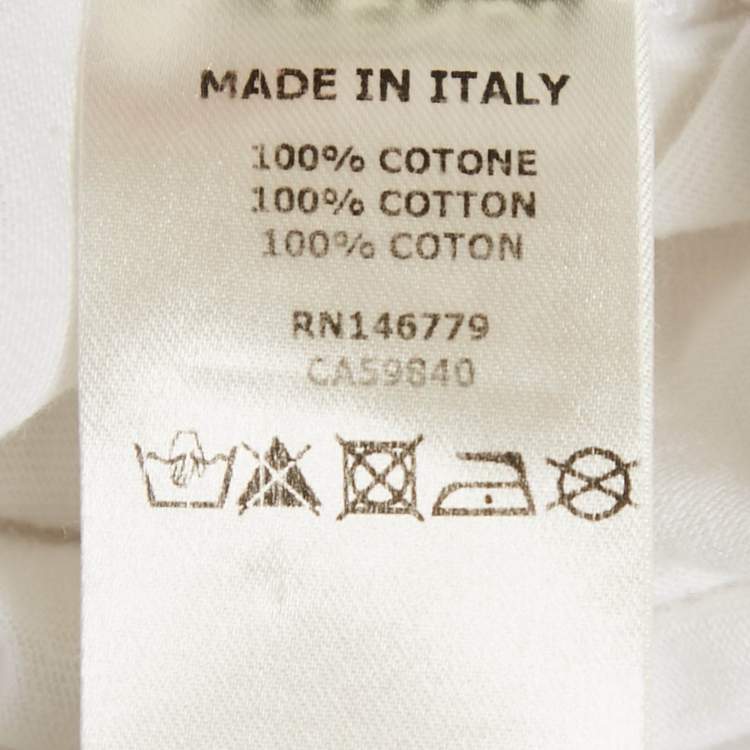 MADE IN ITALY
100% COTONE
100% COTTON
100% COTON
RN146779
CA59840